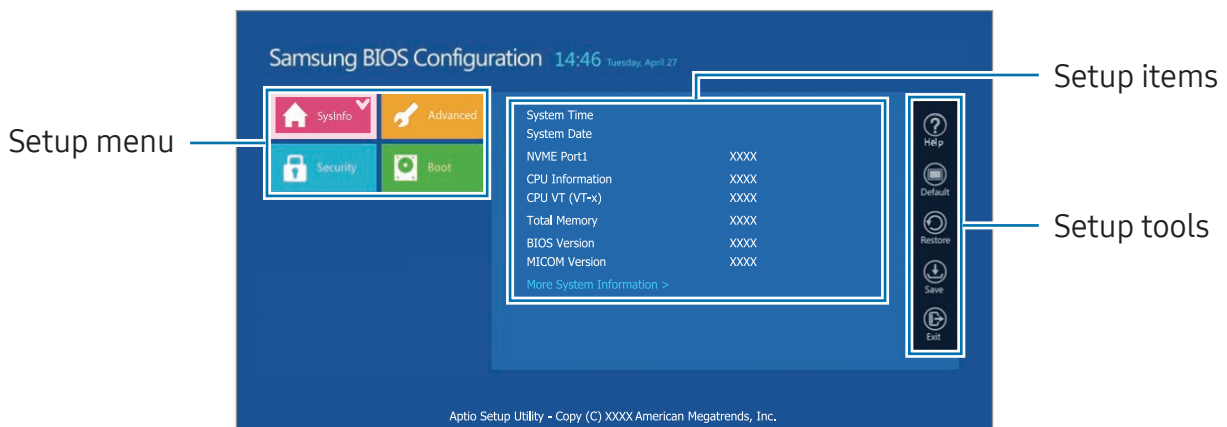 Samsung BIOS Configuration 14:46 Tuesday, April 27
Setup items
Setup menu
SysInfo
Advanced
Security
Boot
System Time
System Date
NVME Port1 XXXX
CPU Information XXXX
CPU VT (VT-x) XXXX
Total Memory XXXX
BIOS Version XXXX
MICOM Version XXXX
More System Information >
Help
Default
Restore
Save
Exit
Setup tools
Aptio Setup Utility - Copy (C) XXXX American Megatrends, Inc.